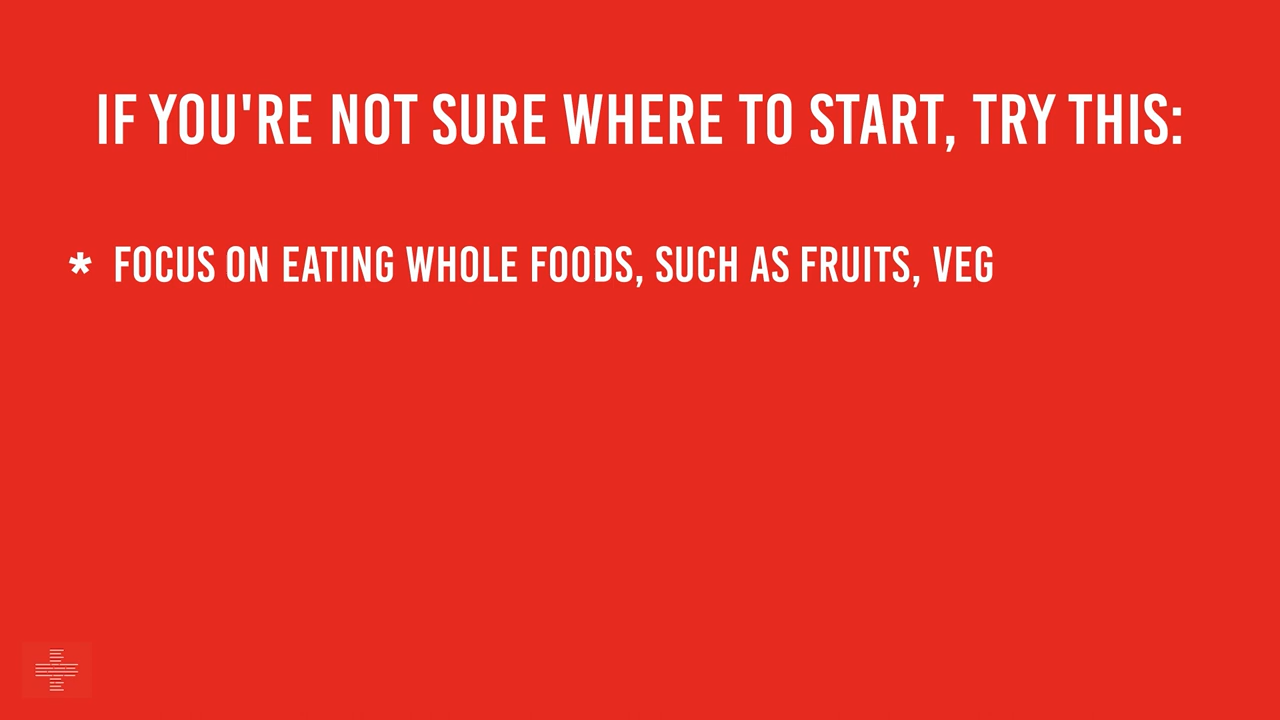 IF YOU'RE NOT SURE WHERE TO START, TRY THIS:
* FOCUS ON EATING WHOLE FOODS, SUCH AS FRUITS, VEG